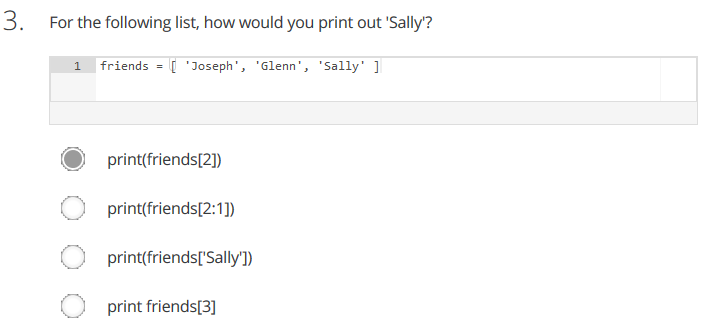 3. For the following list, how would you print out 'Sally'?
1 friends = [ 'Joseph', 'Glenn', 'Sally' ]
print(friends[2])
print(friends[2:1])
print(friends['Sally'])
print friends[3]